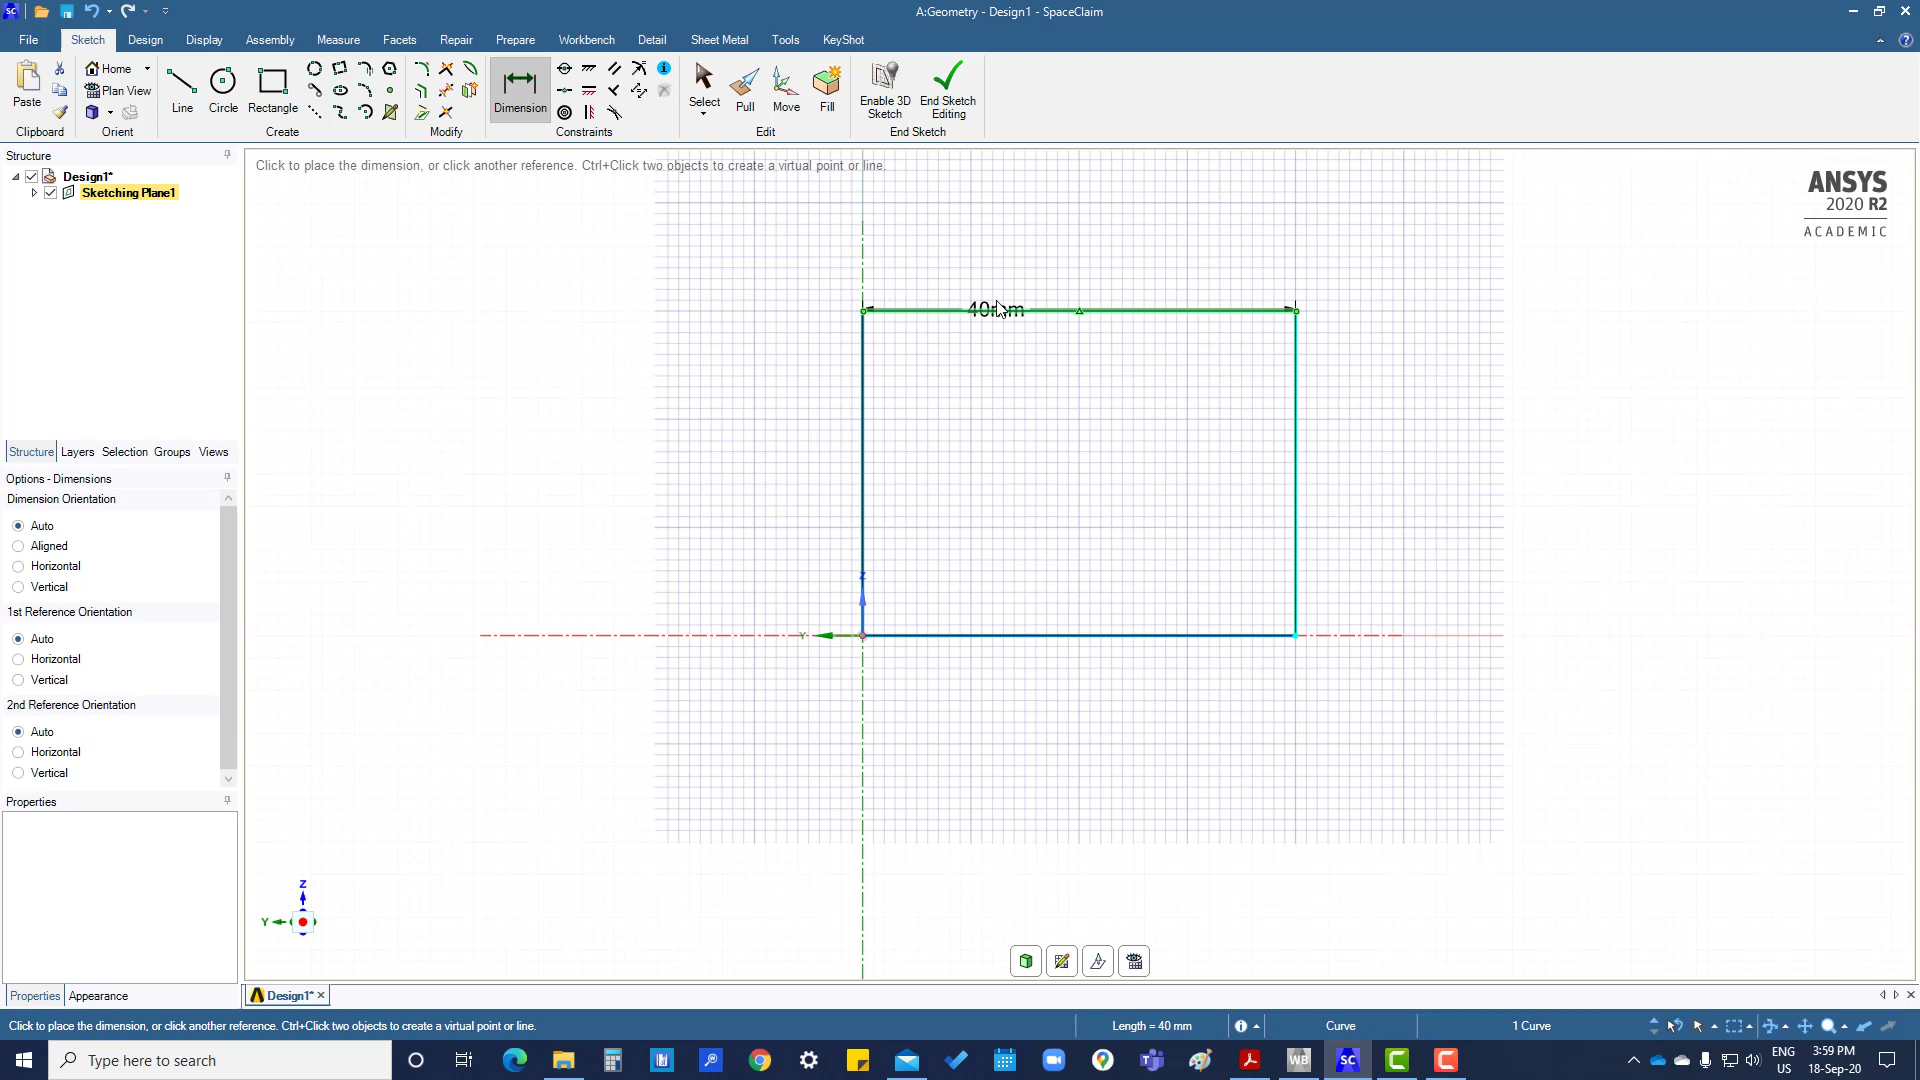 SC
A:Geometry - Design1 - SpaceClaim
File Sketch Design Display Assembly Measure Facets Repair Prepare Workbench Detail Sheet Metal Tools KeyShot
Paste
Home
Plan View
Line Circle Rectangle
Dimension
Select Pull Move Fill
Enable 3D Sketch
End Sketch Editing
Clipboard Orient Create Modify Constraints Edit End Sketch
Structure
Design1*
Sketching Plane1
Click to place the dimension, or click another reference. Ctrl+Click two objects to create a virtual point or line.
ANSYS
2020 R2
ACADEMIC
40mm
Z
Y
Structure Layers Selection Groups Views
Options - Dimensions
Dimension Orientation
Auto
Aligned
Horizontal
Vertical
1st Reference Orientation
Auto
Horizontal
Vertical
2nd Reference Orientation
Auto
Horizontal
Vertical
Properties
Z
Y
Properties Appearance
Design1*
Click to place the dimension, or click another reference. Ctrl+Click two objects to create a virtual point or line.
Length = 40 mm
Curve
1 Curve
Type here to search
WB
SC
ENG
US
3:59 PM
18-Sep-20